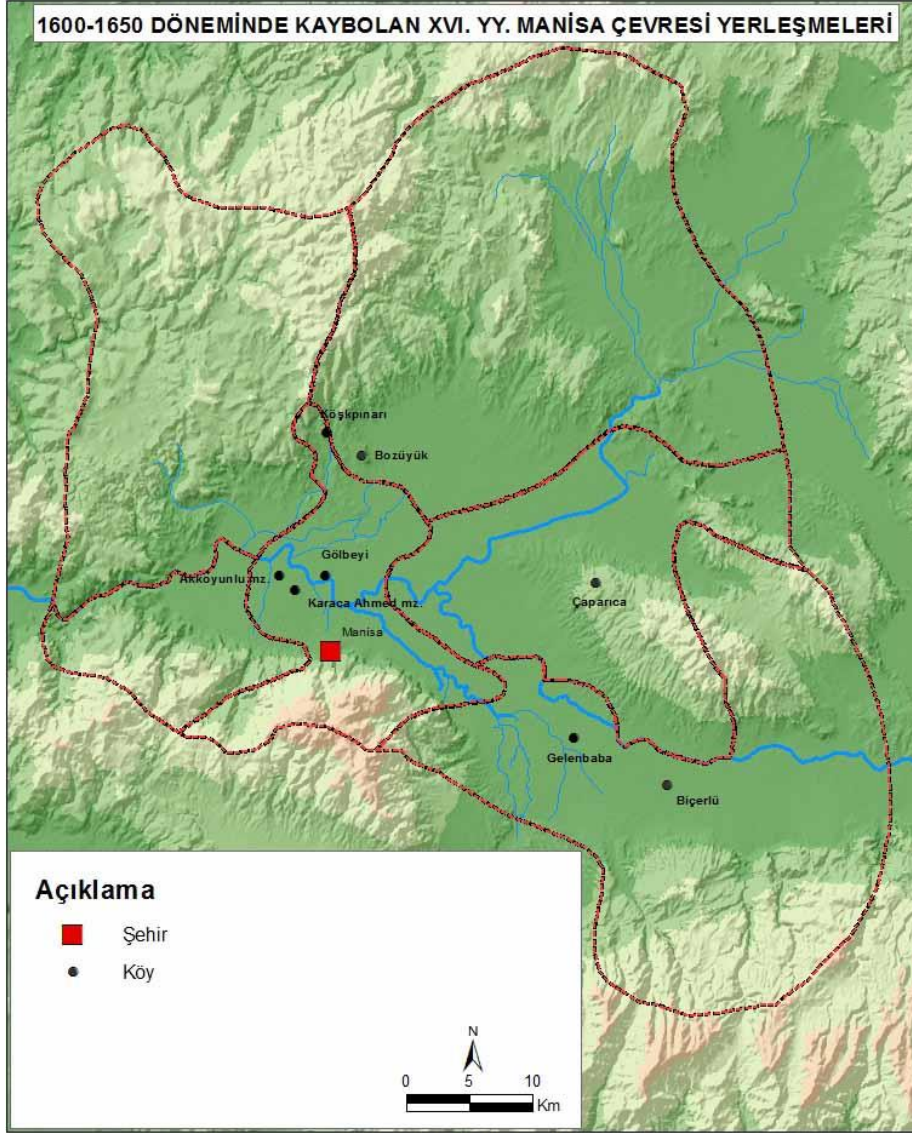 1600-1650 DÖNEMİNDE KAYBOLAN XVI. YY. MANİSA ÇEVRESİ YERLEŞMELERİ
Köşkpınarı
Bozüyük
Gölbeyi
Akkoyunlu mz.
Karaca Ahmed mz.
Çaparıca
Manisa
Gelenbaba
Biçerlü
Açıklama
Şehir
Köy
N
0 5 10
Km